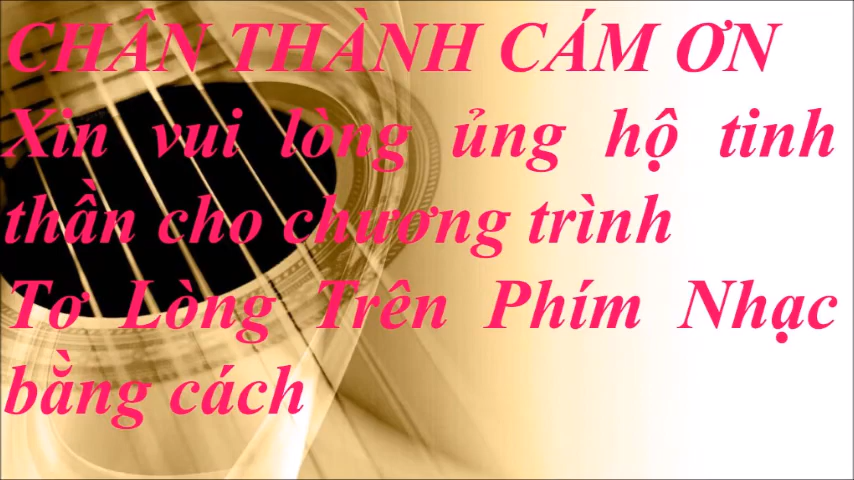 CHÂN THÀNH CÁM ƠN
Xin vui lòng ủng hộ tinh
thần cho chương trình
Tơ Lòng Trên Phím Nhạc
bằng cách